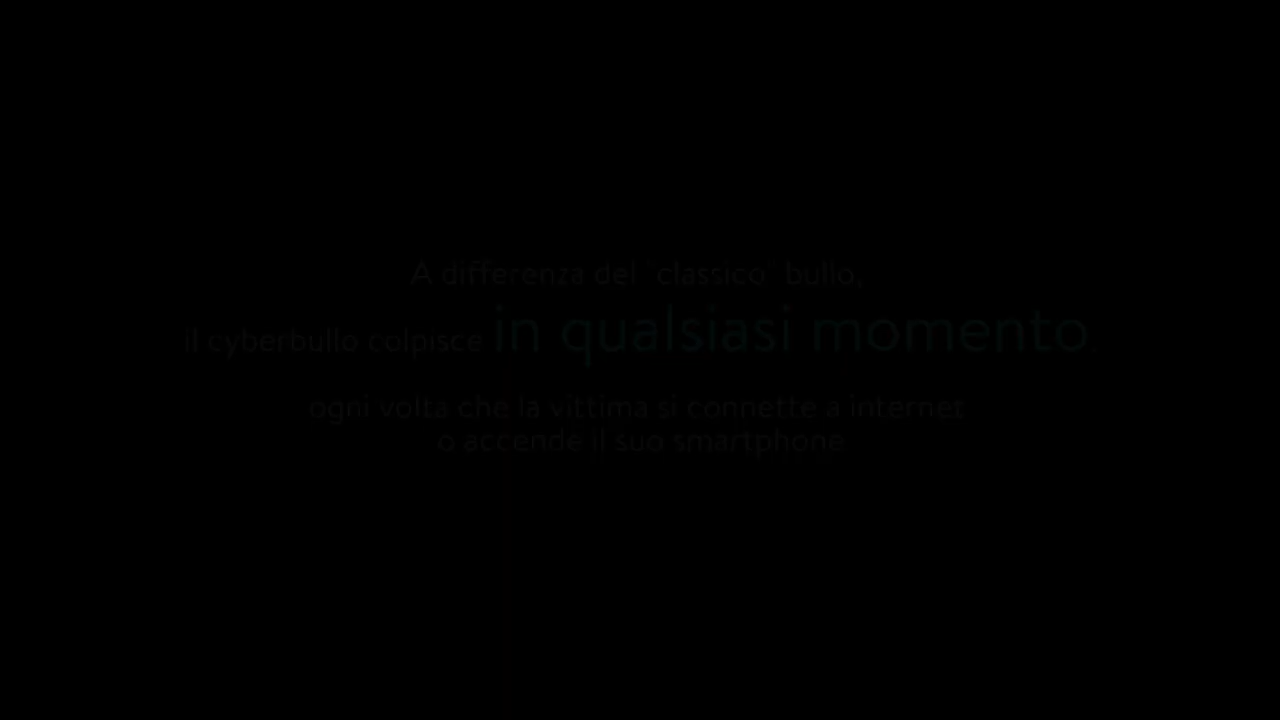 A differenza del "classico" bullo,
il cyberbullo colpisce in qualsiasi momento.
ogni volta che la vittima si connette a internet
o accende il suo smartphone